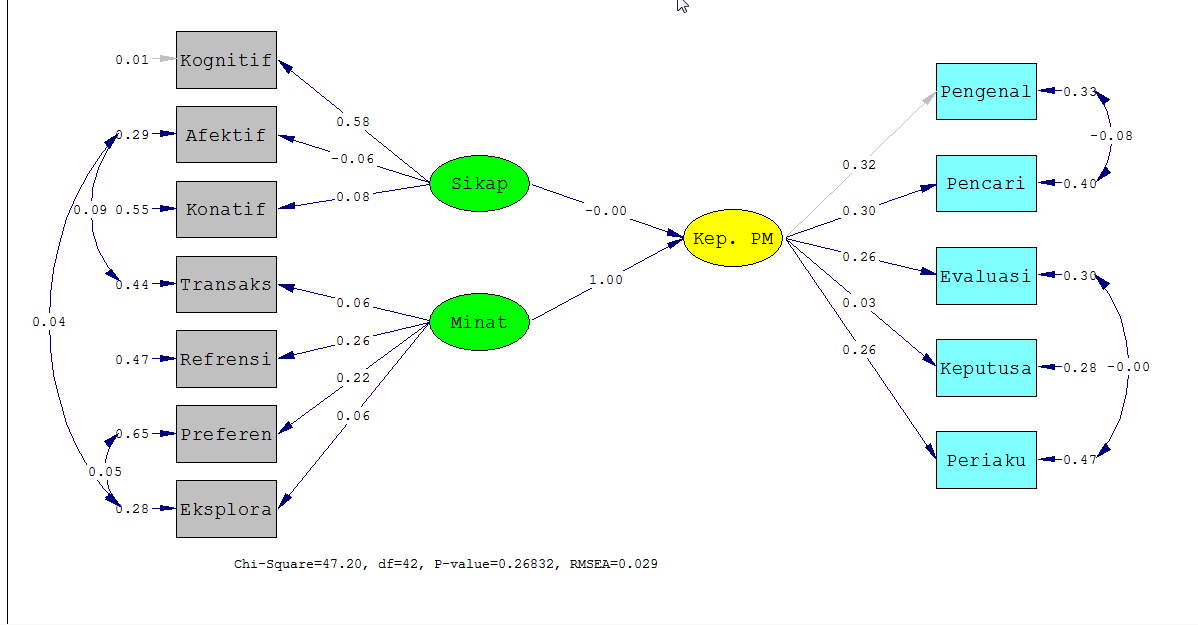 0.01 Kognitif
0.29 Afektif
0.09 0.55 Konatif
0.44 Transaks
0.04
0.47 Refrensi
0.65 Preferen
0.05
0.28 Eksplora
0.58
-0.06
0.08
Sikap
0.06
0.26
0.22
0.06
Minat
-0.00
1.00
Kep. PM
0.32
0.30
0.26
0.03
0.26
Pengenal 0.33
-0.08
Pencari 0.40
Evaluasi 0.30
Keputusa 0.28 -0.00
Periaku 0.47
Chi-Square=47.20, df=42, P-value=0.26832, RMSEA=0.029